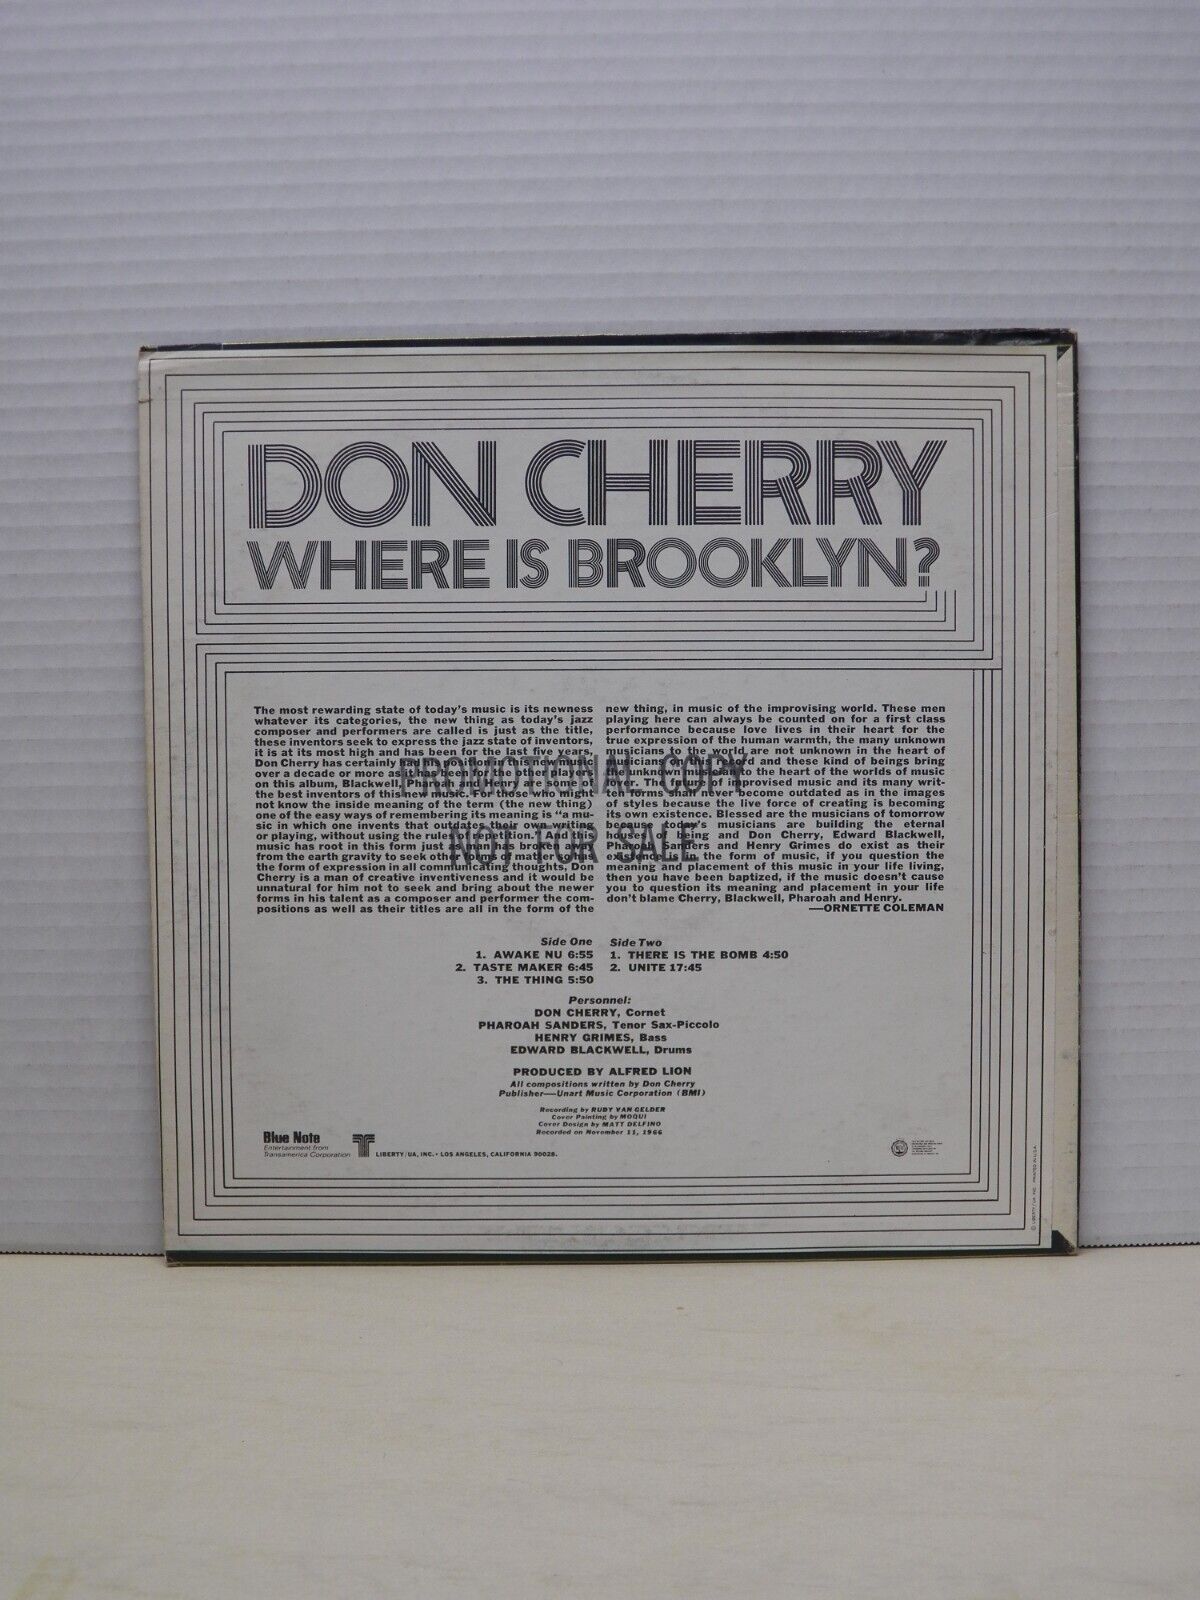 DON CHERRY
WHERE IS BROOKLYN?
The most rewarding state of today's music is its newness
whatever its categories, the new thing as today's jazz
composer and performers are called is just as the title,
these inventors seek to express the jazz state of inventors,
it is at its most high and has been for the last five years,
Don Cherry has certainly had a position in this new music for
over a decade or more as it has been for the other players
on this album, Blackwell, Pharoah and Henry are some of
the best inventors of this new music. For those who might
not know the inside meaning of the term (the new thing)
one of the easy ways of remembering its meaning is "a mu-
sic in which one invents that outdates their own writing
or playing, without using the rules of repetition." And this
music has root in this form just as man has broken away
from the earth gravity to seek other forms of matter
the form of expression in all communicating thoughts, Don
Cherry is a man of creative inventiveness and it would be
unnatural for him not to seek and bring about the newer
forms in his talent as a composer and performer the com-
positions as well as their titles are all in the form of the
new thing, in music of the improvising world. These men
playing here can always be counted on for a first class
performance because love lives in their heart for the
true expression of the human warmth, the many unknown
musicians to the world are not unknown in the heart of
musicians on this record and these kind of beings bring
the unknown musician to the heart of the worlds of music
lover. The future of improvised music and its many writ-
ten forms shall never become outdated as in the images
of styles because the live force of creating is becoming
its own existence. Blessed are the musicians of tomorrow
because today's musicians are building the eternal
houses of being and Don Cherry, Edward Blackwell,
Pharoah Sanders and Henry Grimes do exist as their
the form of music, if you question the
meaning and placement of this music in your life living,
then you have been baptized, if the music doesn't cause
you to question its meaning and placement in your life
don't blame Cherry, Blackwell, Pharoah and Henry.
—ORNETTE COLEMAN
PROMOTIONAL COPY
NOT FOR SALE
Side One
1. AWAKE NU 6:55
2. TASTE MAKER 6:45
3. THE THING 5:50
Side Two
1. THERE IS THE BOMB 4:50
2. UNITE 17:45
Personnel:
DON CHERRY, Cornet
PHAROAH SANDERS, Tenor Sax-Piccolo
HENRY GRIMES, Bass
EDWARD BLACKWELL, Drums
PRODUCED BY ALFRED LION
All compositions written by Don Cherry
Publisher—Unart Music Corporation (BMI)
Recording by RUDY VAN GELDER
Cover Painting by MOQUI
Cover Design by MATT DELFINO
Recorded on November 11, 1966
Blue Note
Entertainment from
Transamerica Corporation
LIBERTY/UA, INC. • LOS ANGELES, CALIFORNIA 90028.
© LIBERTY/UA, INC. PRINTED IN U.S.A.